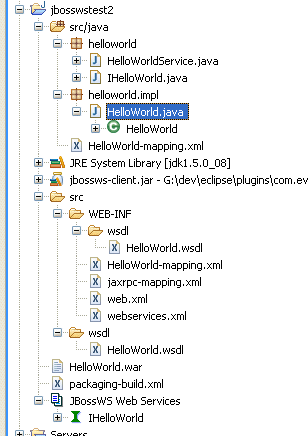 jbosswstest2
src/java
helloworld
HelloWorldService.java
IHelloWorld.java
helloworld.impl
HelloWorld.java
HelloWorld
HelloWorld-mapping.xml
JRE System Library [jdk1.5.0_08]
jbossws-client.jar - G:\dev\eclipse\plugins\com.ev
src
WEB-INF
wsdl
HelloWorld.wsdl
HelloWorld-mapping.xml
jaxrpc-mapping.xml
web.xml
webservices.xml
wsdl
HelloWorld.wsdl
HelloWorld.war
packaging-build.xml
JBossWS Web Services
IHelloWorld
Servers